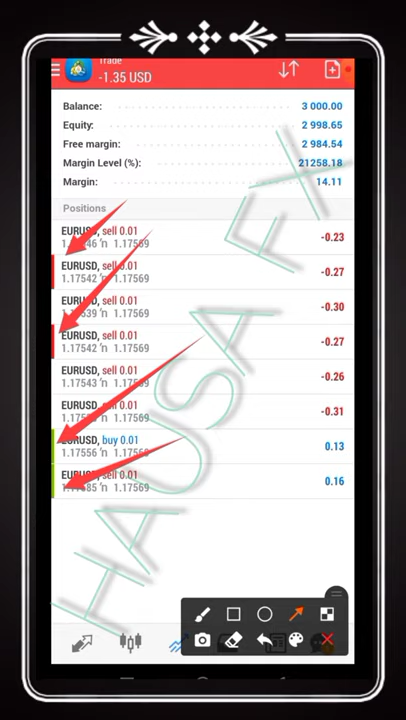 Trade
-1.35 USD
Balance: 3 000.00
Equity: 2 998.65
Free margin: 2 984.54
Margin Level (%): 21258.18
Margin: 14.11
Positions
EURUSD, sell 0.01
1.17569 -0.23
EURUSD, sell 0.01
1.17542 1.17569 -0.27
EURUSD, sell 0.01
1.17569 -0.30
EURUSD, sell 0.01
1.17542 1.17569 -0.27
EURUSD, sell 0.01
1.17543 1.17569 -0.26
EURUSD, sell 0.01
1.17569 -0.31
EURUSD, buy 0.01
1.17556 1.17569 0.13
EURUSD, sell 0.01
1.17569 0.16
HAUSA FX